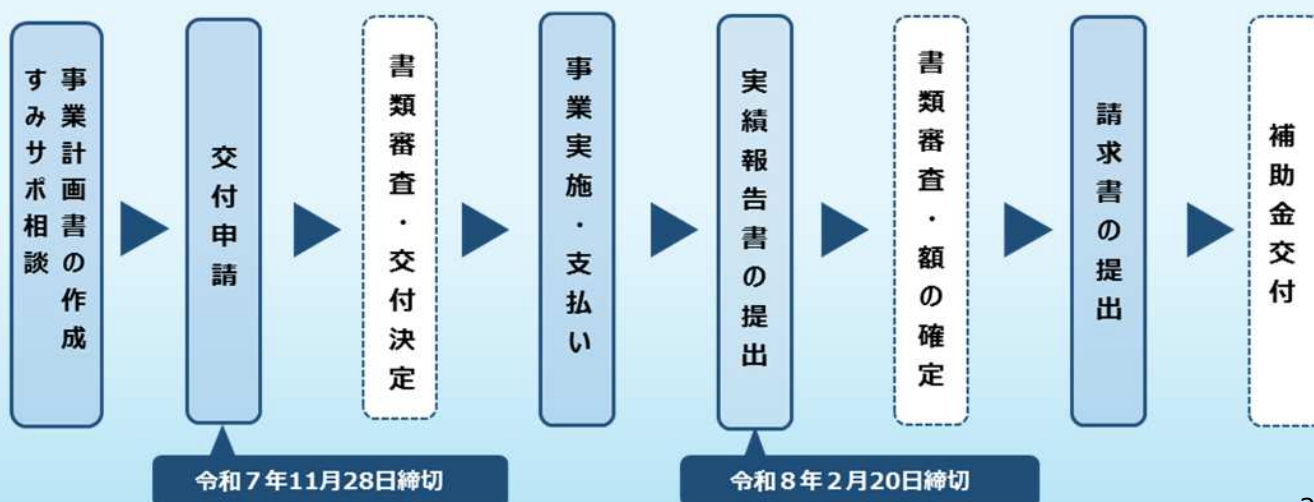 事業計画書の作成
すみサポ相談
交付申請
書類審査・交付決定
事業実施・支払い
実績報告書の提出
書類審査・額の確定
請求書の提出
補助金交付
令和７年11月28日締切
令和８年２月20日締切